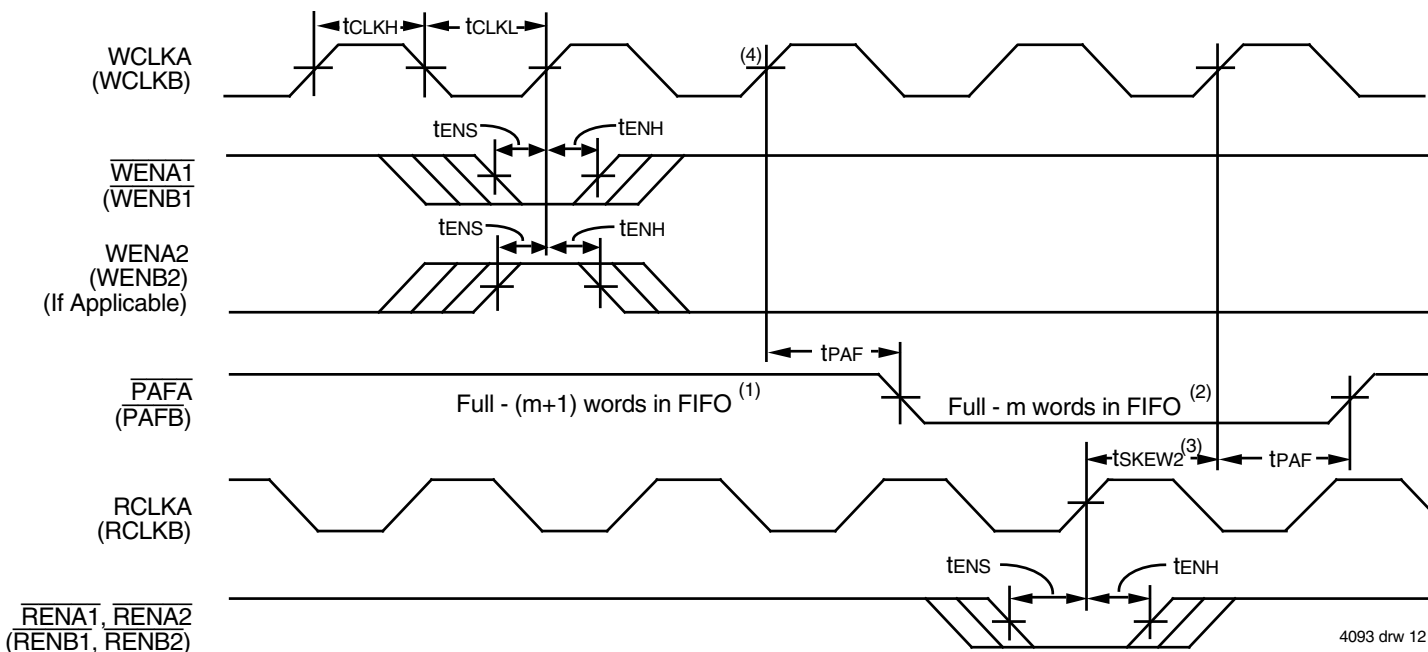 tCLKH tCLKL
WCLKA
(WCLKB)
(4)
tENS tENH
WENA1
(WENB1
tENS tENH
WENA2
(WENB2)
(If Applicable)
tPAF
PAFA
(PAFB)
Full - (m+1) words in FIFO (1)
Full - m words in FIFO (2)
tSKEW2 (3) tPAF
RCLKA
(RCLKB)
tENS tENH
RENA1, RENA2
(RENB1, RENB2)
4093 drw 12